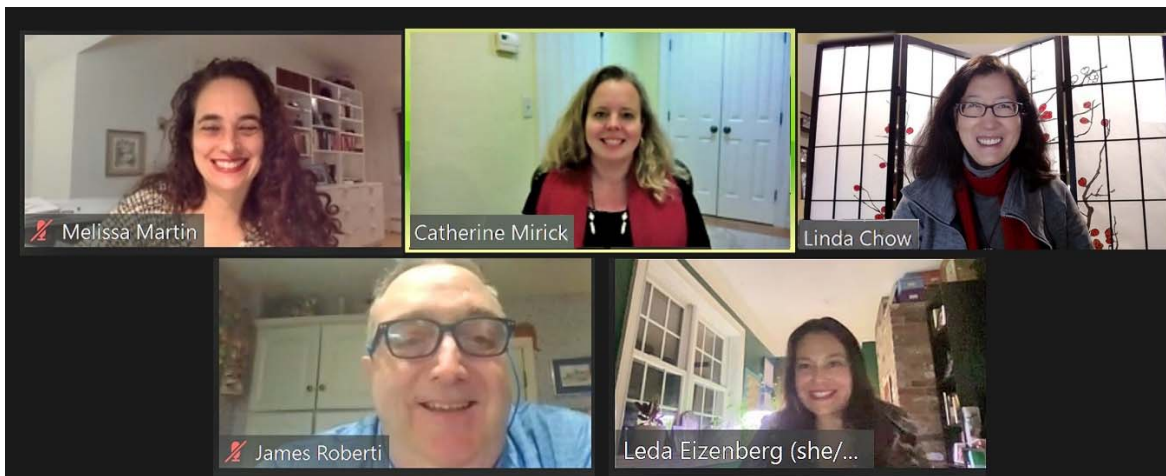 Melissa Martin
Catherine Mirick
Linda Chow
James Roberti
Leda Eizenberg (she/...